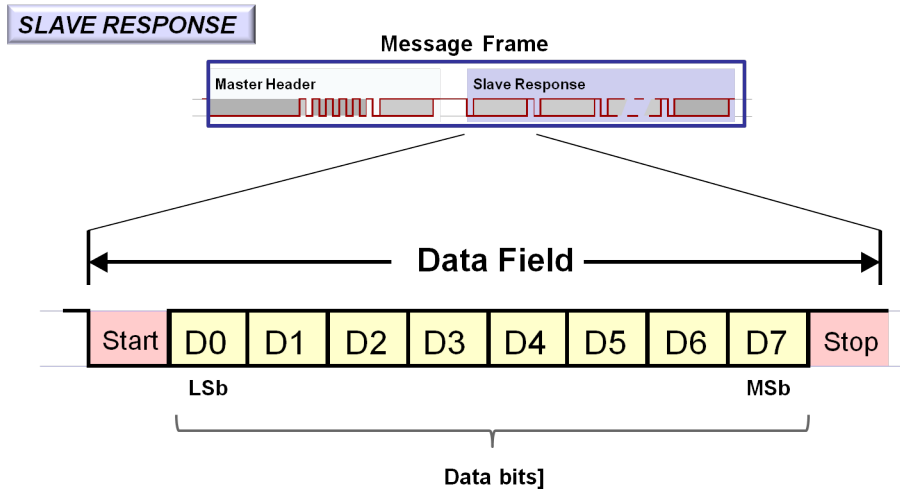 SLAVE RESPONSE
Message Frame
Master Header
Slave Response
Data Field
Start D0 D1 D2 D3 D4 D5 D6 D7 Stop
LSb MSb
Data bits]